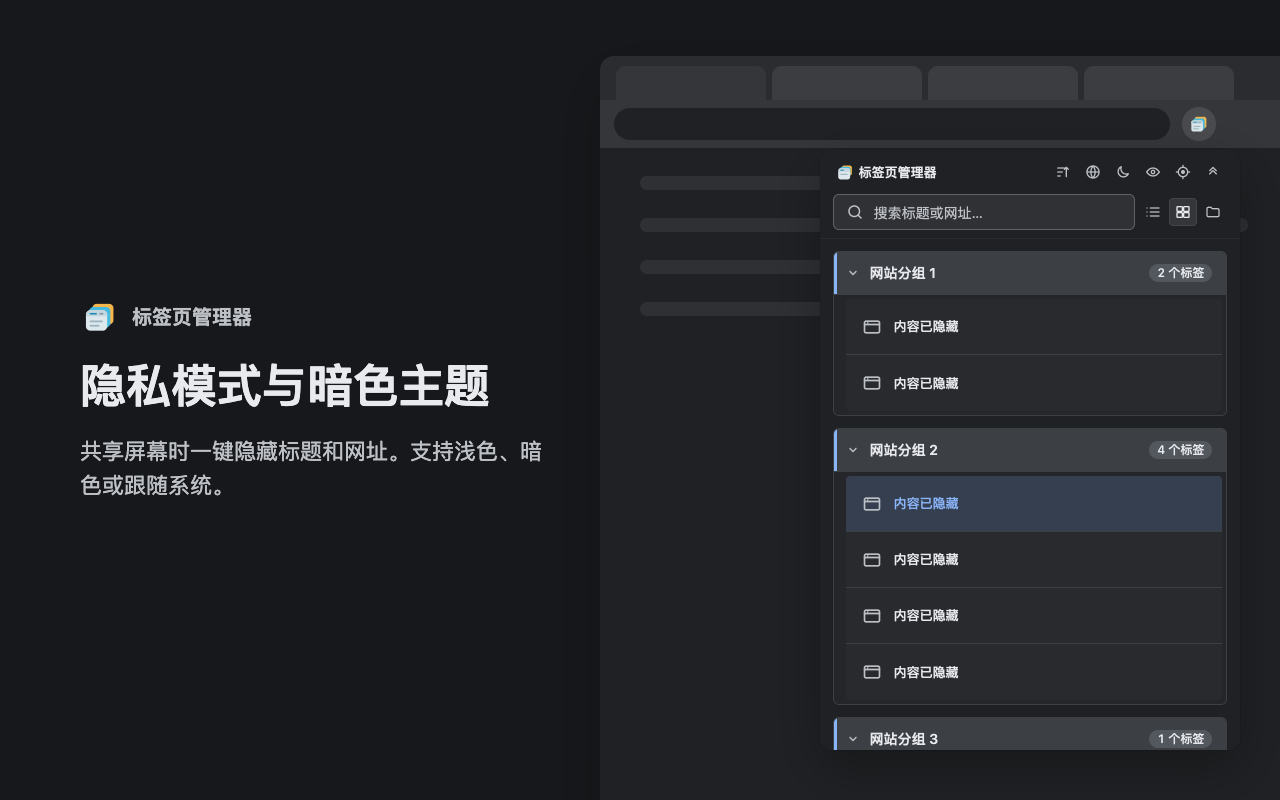 标签页管理器
隐私模式与暗色主题
共享屏幕时一键隐藏标题和网址。支持浅色、暗
色或跟随系统。
标签页管理器
搜索标题或网址...
网站分组 1
2 个标签
内容已隐藏
内容已隐藏
网站分组 2
4 个标签
内容已隐藏
内容已隐藏
内容已隐藏
内容已隐藏
网站分组 3
1 个标签